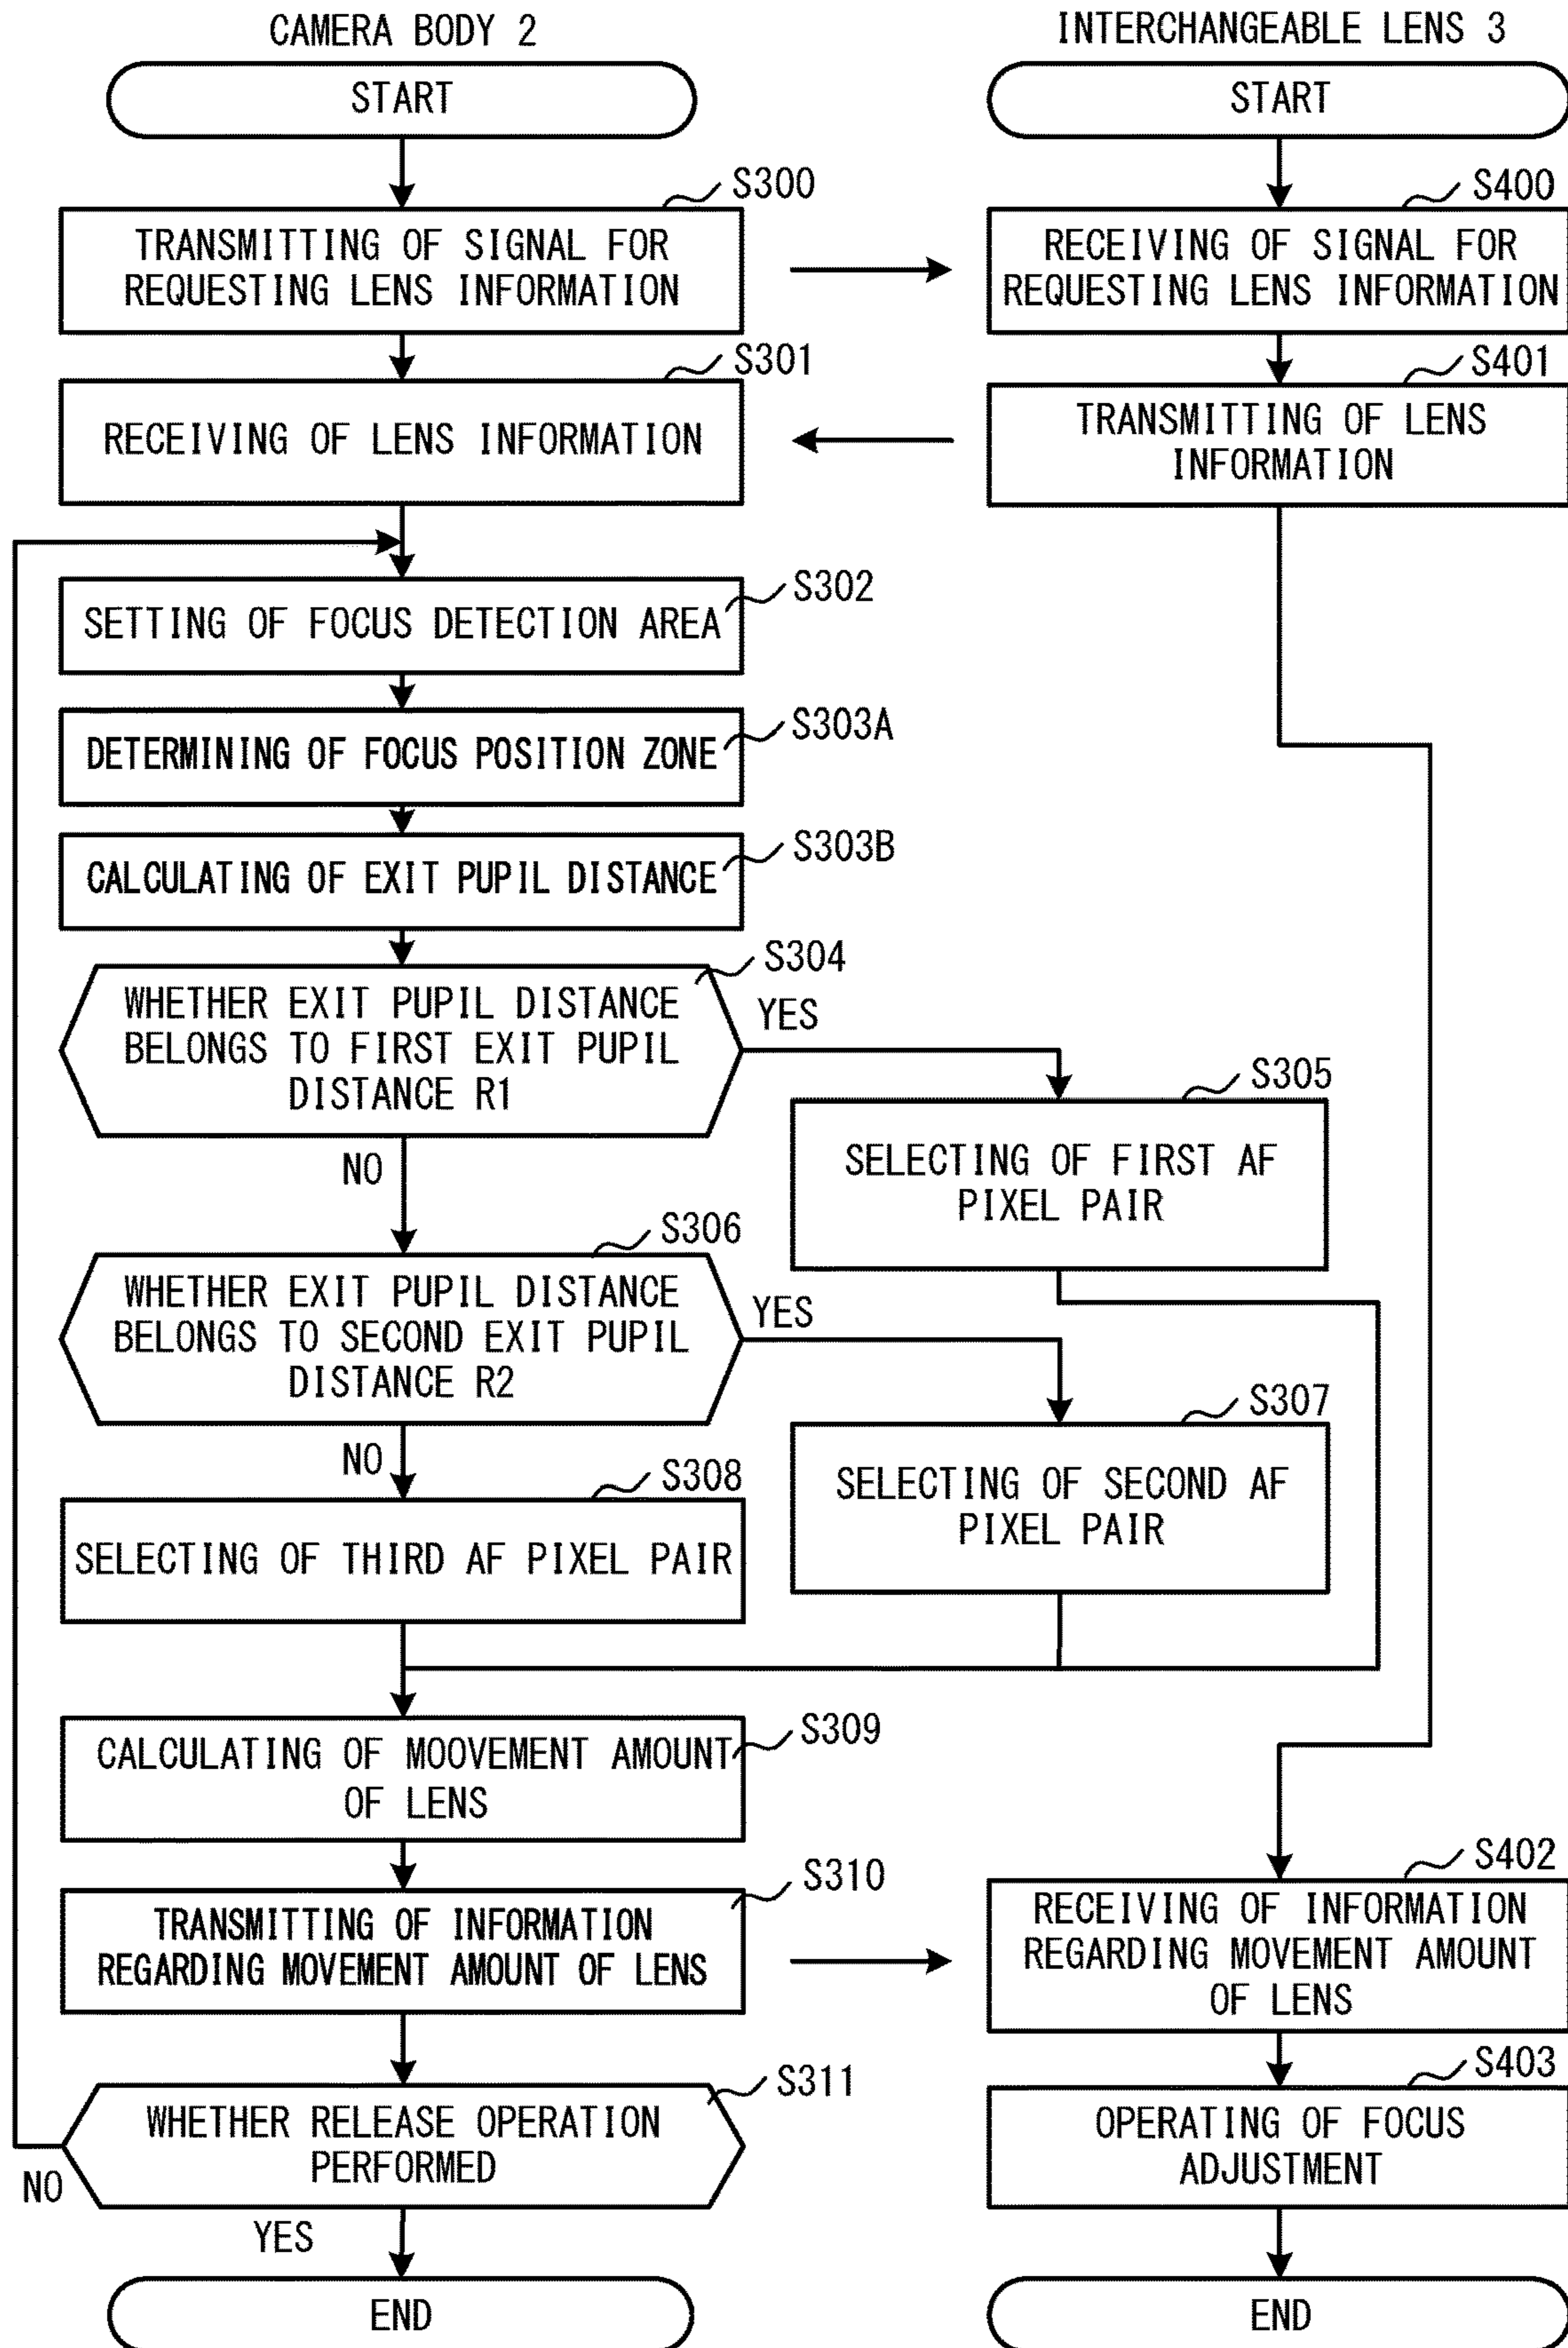 CAMERA BODY 2
INTERCHANGEABLE LENS 3
START
START
S300
S400
TRANSMITTING OF SIGNAL FOR
REQUESTING LENS INFORMATION
RECEIVING OF SIGNAL FOR
REQUESTING LENS INFORMATION
S301
S401
RECEIVING OF LENS INFORMATION
TRANSMITTING OF LENS
INFORMATION
S302
SETTING OF FOCUS DETECTION AREA
S303A
DETERMINING OF FOCUS POSITION ZONE
S303B
CALCULATING OF EXIT PUPIL DISTANCE
S304
WHETHER EXIT PUPIL DISTANCE
BELONGS TO FIRST EXIT PUPIL
DISTANCE R1
YES
NO
S305
SELECTING OF FIRST AF
PIXEL PAIR
S306
WHETHER EXIT PUPIL DISTANCE
BELONGS TO SECOND EXIT PUPIL
DISTANCE R2
YES
NO
S307
SELECTING OF SECOND AF
PIXEL PAIR
S308
SELECTING OF THIRD AF PIXEL PAIR
S309
CALCULATING OF MOOVEMENT AMOUNT
OF LENS
S310
TRANSMITTING OF INFORMATION
REGARDING MOVEMENT AMOUNT OF LENS
S402
RECEIVING OF INFORMATION
REGARDING MOVEMENT AMOUNT
OF LENS
S311
WHETHER RELEASE OPERATION
PERFORMED
NO
YES
S403
OPERATING OF FOCUS
ADJUSTMENT
END
END